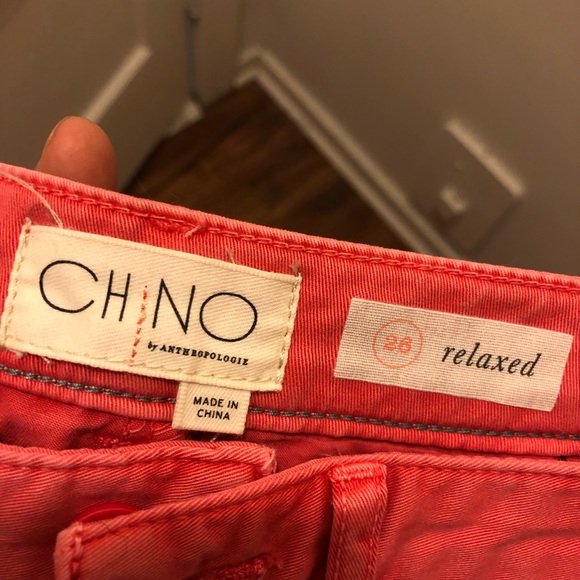 CHiNO
by ANTHROPOLOGIE
MADE IN
CHINA
26
relaxed